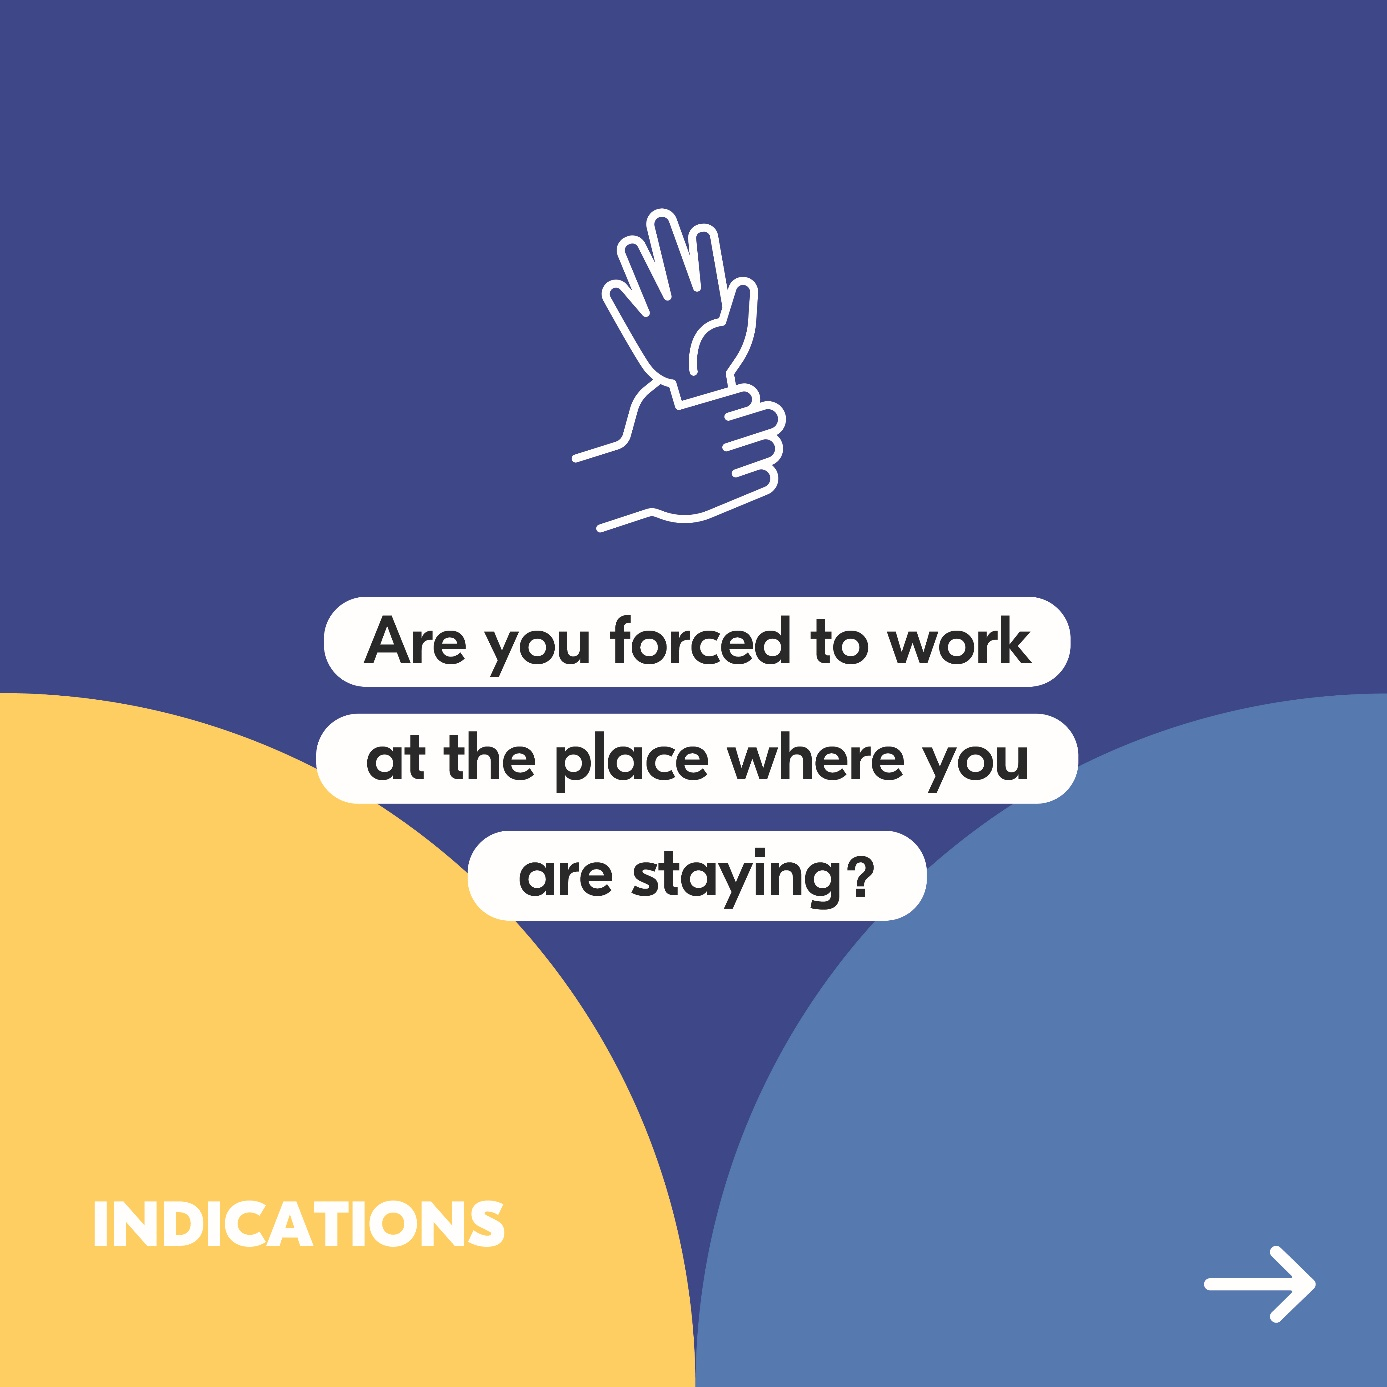 Are you forced to work
at the place where you
are staying?
INDICATIONS